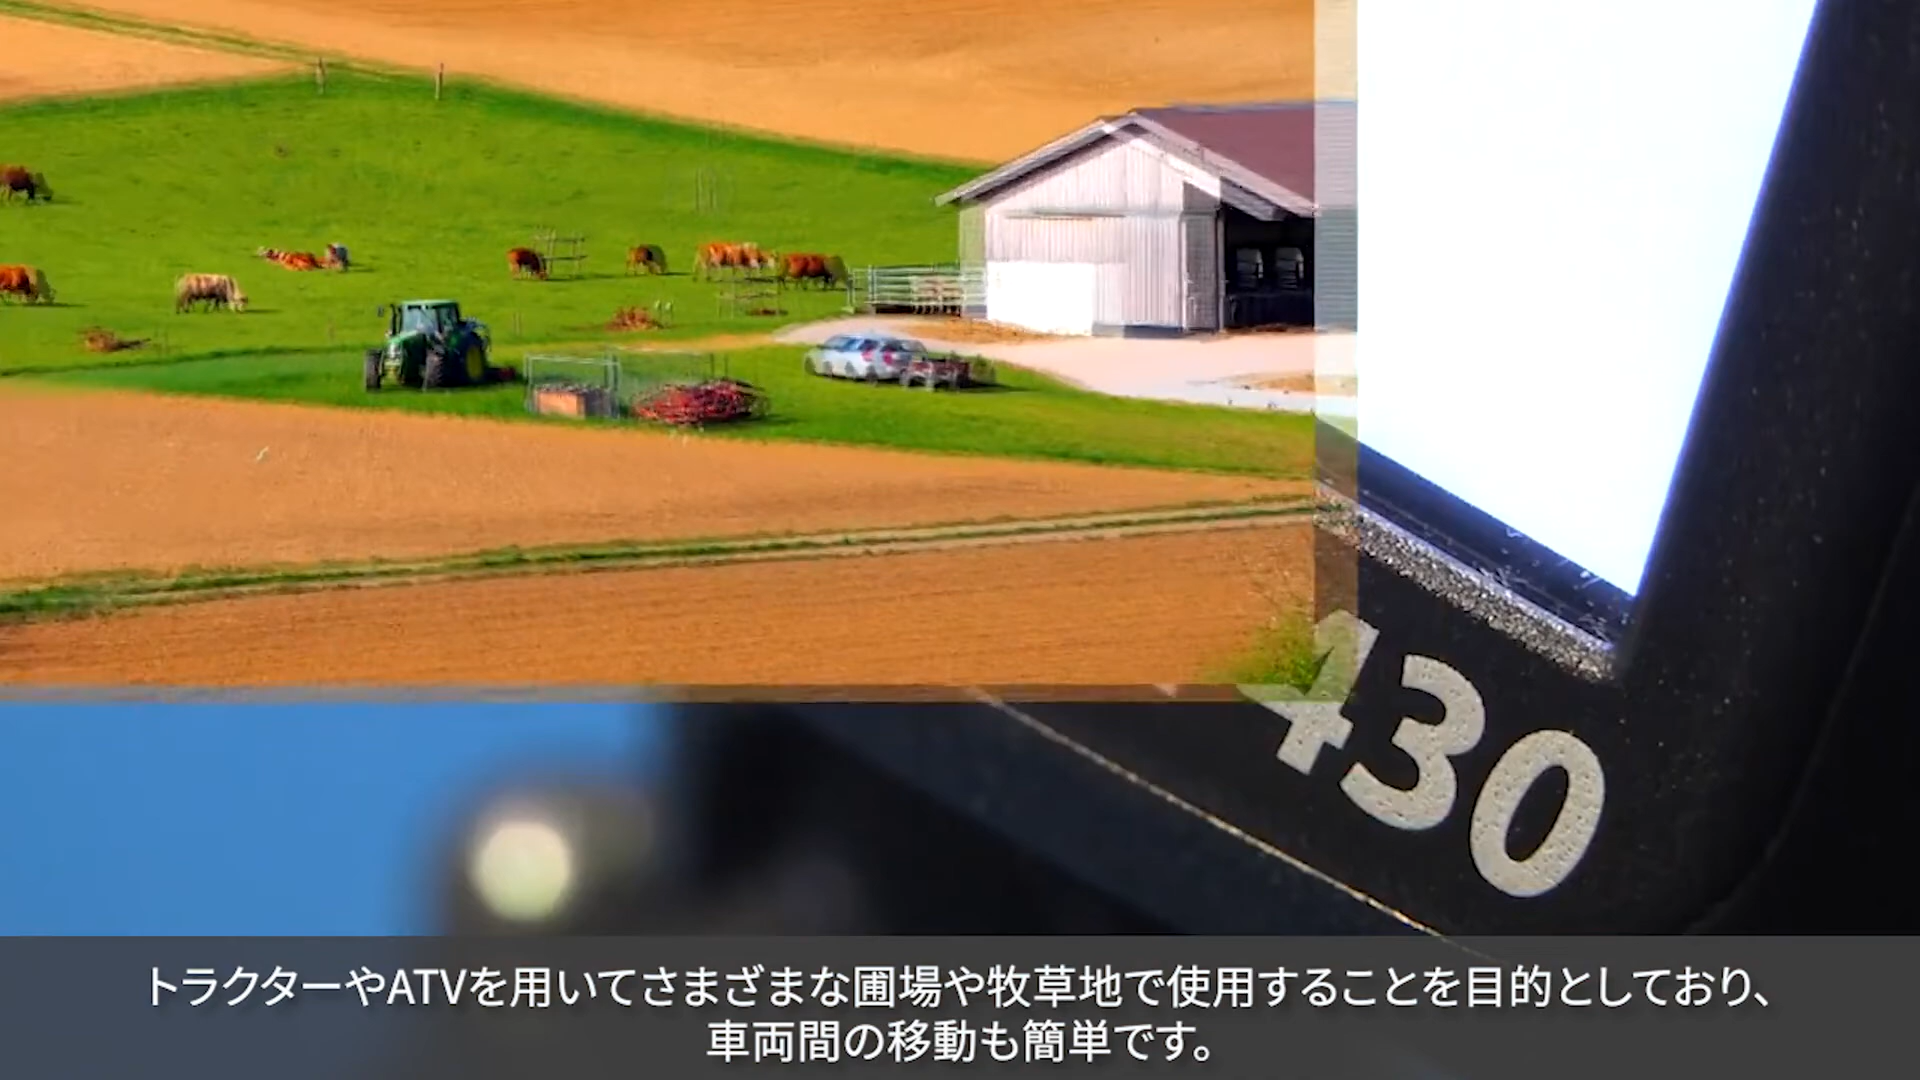 430
トラクターやATVを用いてさまざまな圃場や牧草地で使用することを目的としており、
車両間の移動も簡単です。